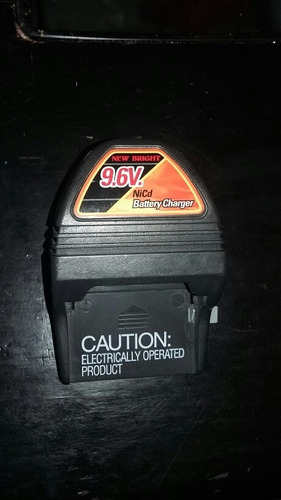 NEW BRIGHT
9.6V.
NiCd
Battery Charger
CAUTION:
ELECTRICALLY OPERATED
PRODUCT